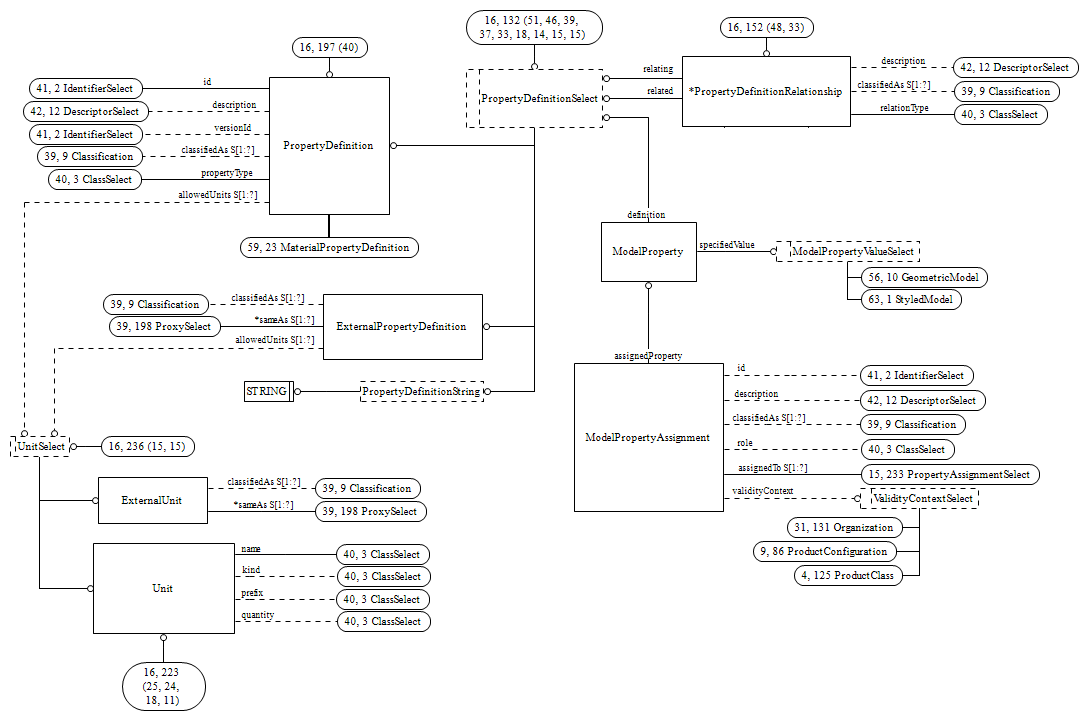 16, 132 (51, 46, 39,
37, 33, 18, 14, 15, 15)
16, 152 (48, 33)
16, 197 (40)
41, 2 IdentifierSelect
id
42, 12 DescriptorSelect
description
41, 2 IdentifierSelect
versionId
39, 9 Classification
classifiedAs S[1:?]
40, 3 ClassSelect
propertyType
allowedUnits S[1:?]
PropertyDefinition
59, 23 MaterialPropertyDefinition
PropertyDefinitionSelect
relating
related
*PropertyDefinitionRelationship
description
42, 12 DescriptorSelect
classifiedAs S[1:?]
39, 9 Classification
relationType
40, 3 ClassSelect
definition
ModelProperty
specifiedValue
ModelPropertyValueSelect
56, 10 GeometricModel
63, 1 StyledModel
39, 9 Classification
classifiedAs S[1:?]
39, 198 ProxySelect
*sameAs S[1:?]
allowedUnits S[1:?]
ExternalPropertyDefinition
STRING
PropertyDefinitionString
assignedProperty
ModelPropertyAssignment
id
41, 2 IdentifierSelect
description
42, 12 DescriptorSelect
classifiedAs S[1:?]
39, 9 Classification
role
40, 3 ClassSelect
assignedTo S[1:?]
15, 233 PropertyAssignmentSelect
validityContext
ValidityContextSelect
31, 131 Organization
9, 86 ProductConfiguration
4, 125 ProductClass
UnitSelect
16, 236 (15, 15)
ExternalUnit
classifiedAs S[1:?]
39, 9 Classification
*sameAs S[1:?]
39, 198 ProxySelect
Unit
name
40, 3 ClassSelect
kind
40, 3 ClassSelect
prefix
40, 3 ClassSelect
quantity
40, 3 ClassSelect
16, 223
(25, 24,
18, 11)